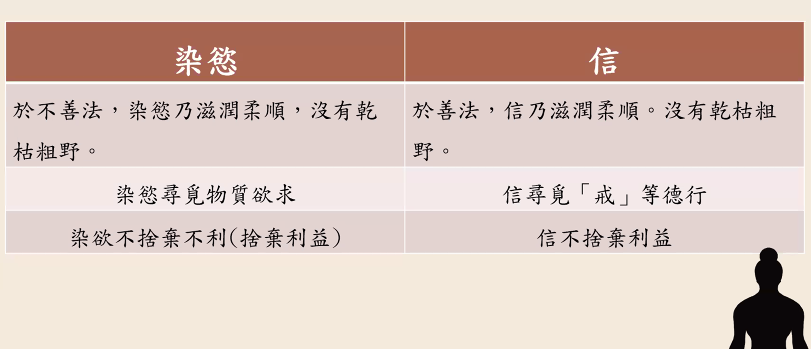 染慾
信
於不善法，染慾乃滋潤柔順，沒有乾
枯粗野。
於善法，信乃滋潤柔順。沒有乾枯粗
野。
染慾尋覓物質欲求
信尋覓「戒」等德行
染欲不捨棄不利(捨棄利益)
信不捨棄利益